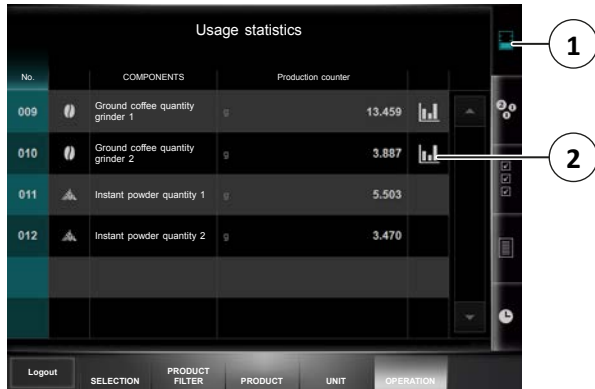 Usage statistics
1
No. COMPONENTS Production counter
009 Ground coffee quantity
grinder 1 g 13.459
010 Ground coffee quantity
grinder 2 g 3.887
2
011 Instant powder quantity 1 g 5.503
012 Instant powder quantity 2 g 3.470
Logout SELECTION PRODUCT
FILTER PRODUCT UNIT OPERATION